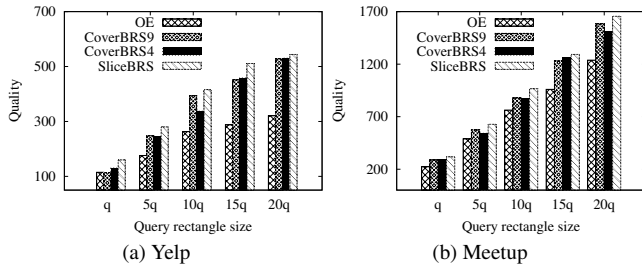 700
500
300
100
Quality
OE
CoverBRS9
CoverBRS4
SliceBRS
q 5q 10q 15q 20q
Query rectangle size
(a) Yelp
1700
1200
700
200
Quality
OE
CoverBRS9
CoverBRS4
SliceBRS
q 5q 10q 15q 20q
Query rectangle size
(b) Meetup